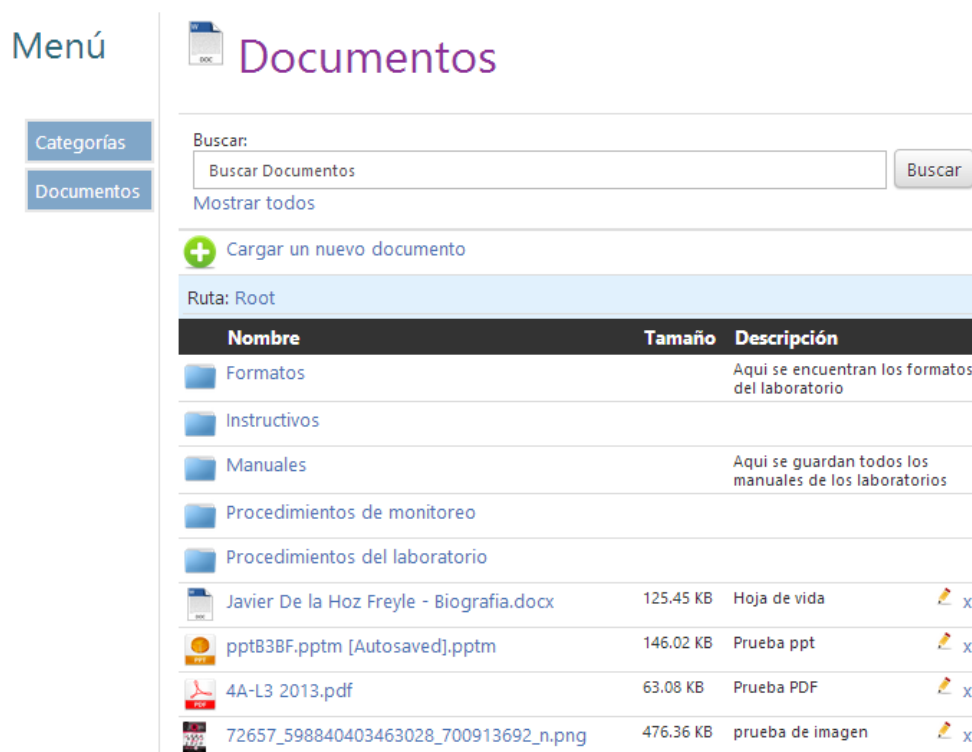 Menú
Documentos
Categorías
Documentos
Buscar:
Buscar Documentos
Buscar
Mostrar todos
Cargar un nuevo documento
Ruta: Root
Nombre Tamaño Descripción
Formatos Aqui se encuentran los formatos
del laboratorio
Instructivos
Manuales Aqui se guardan todos los
manuales de los laboratorios
Procedimientos de monitoreo
Procedimientos del laboratorio
Javier De la Hoz Freyle - Biografia.docx 125.45 KB Hoja de vida x
pptB3BF.pptm [Autosaved].pptm 146.02 KB Prueba ppt x
4A-L3 2013.pdf 63.08 KB Prueba PDF x
72657_598840403463028_700913692_n.png 476.36 KB prueba de imagen x